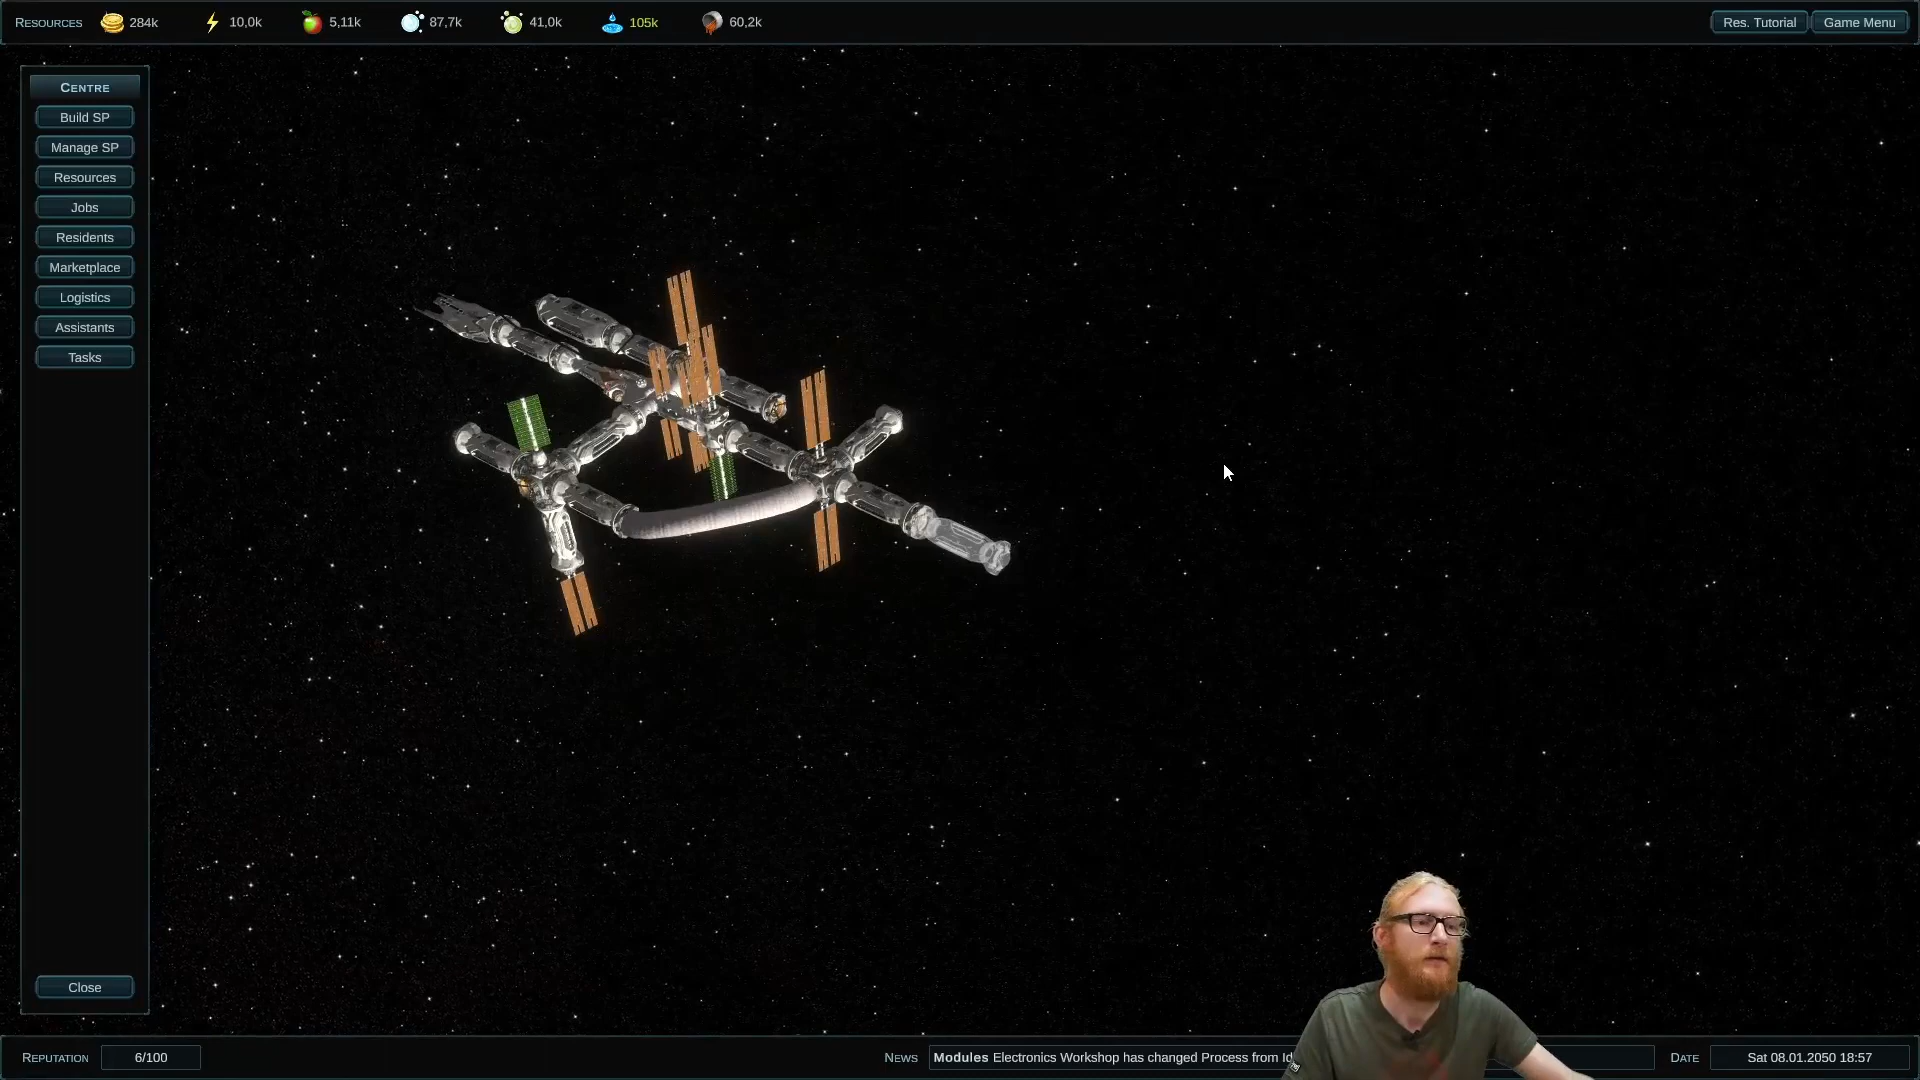 RESOURCES 284k 10,0k 5,11k 87,7k 41,0k 105k 60,2k Res. Tutorial Game Menu
CENTRE
Build SP
Manage SP
Resources
Jobs
Residents
Marketplace
Logistics
Assistants
Tasks
Close
REPUTATION 6/100 NEWS Modules Electronics Workshop has changed Process from Id DATE Sat 08.01.2050 18:57